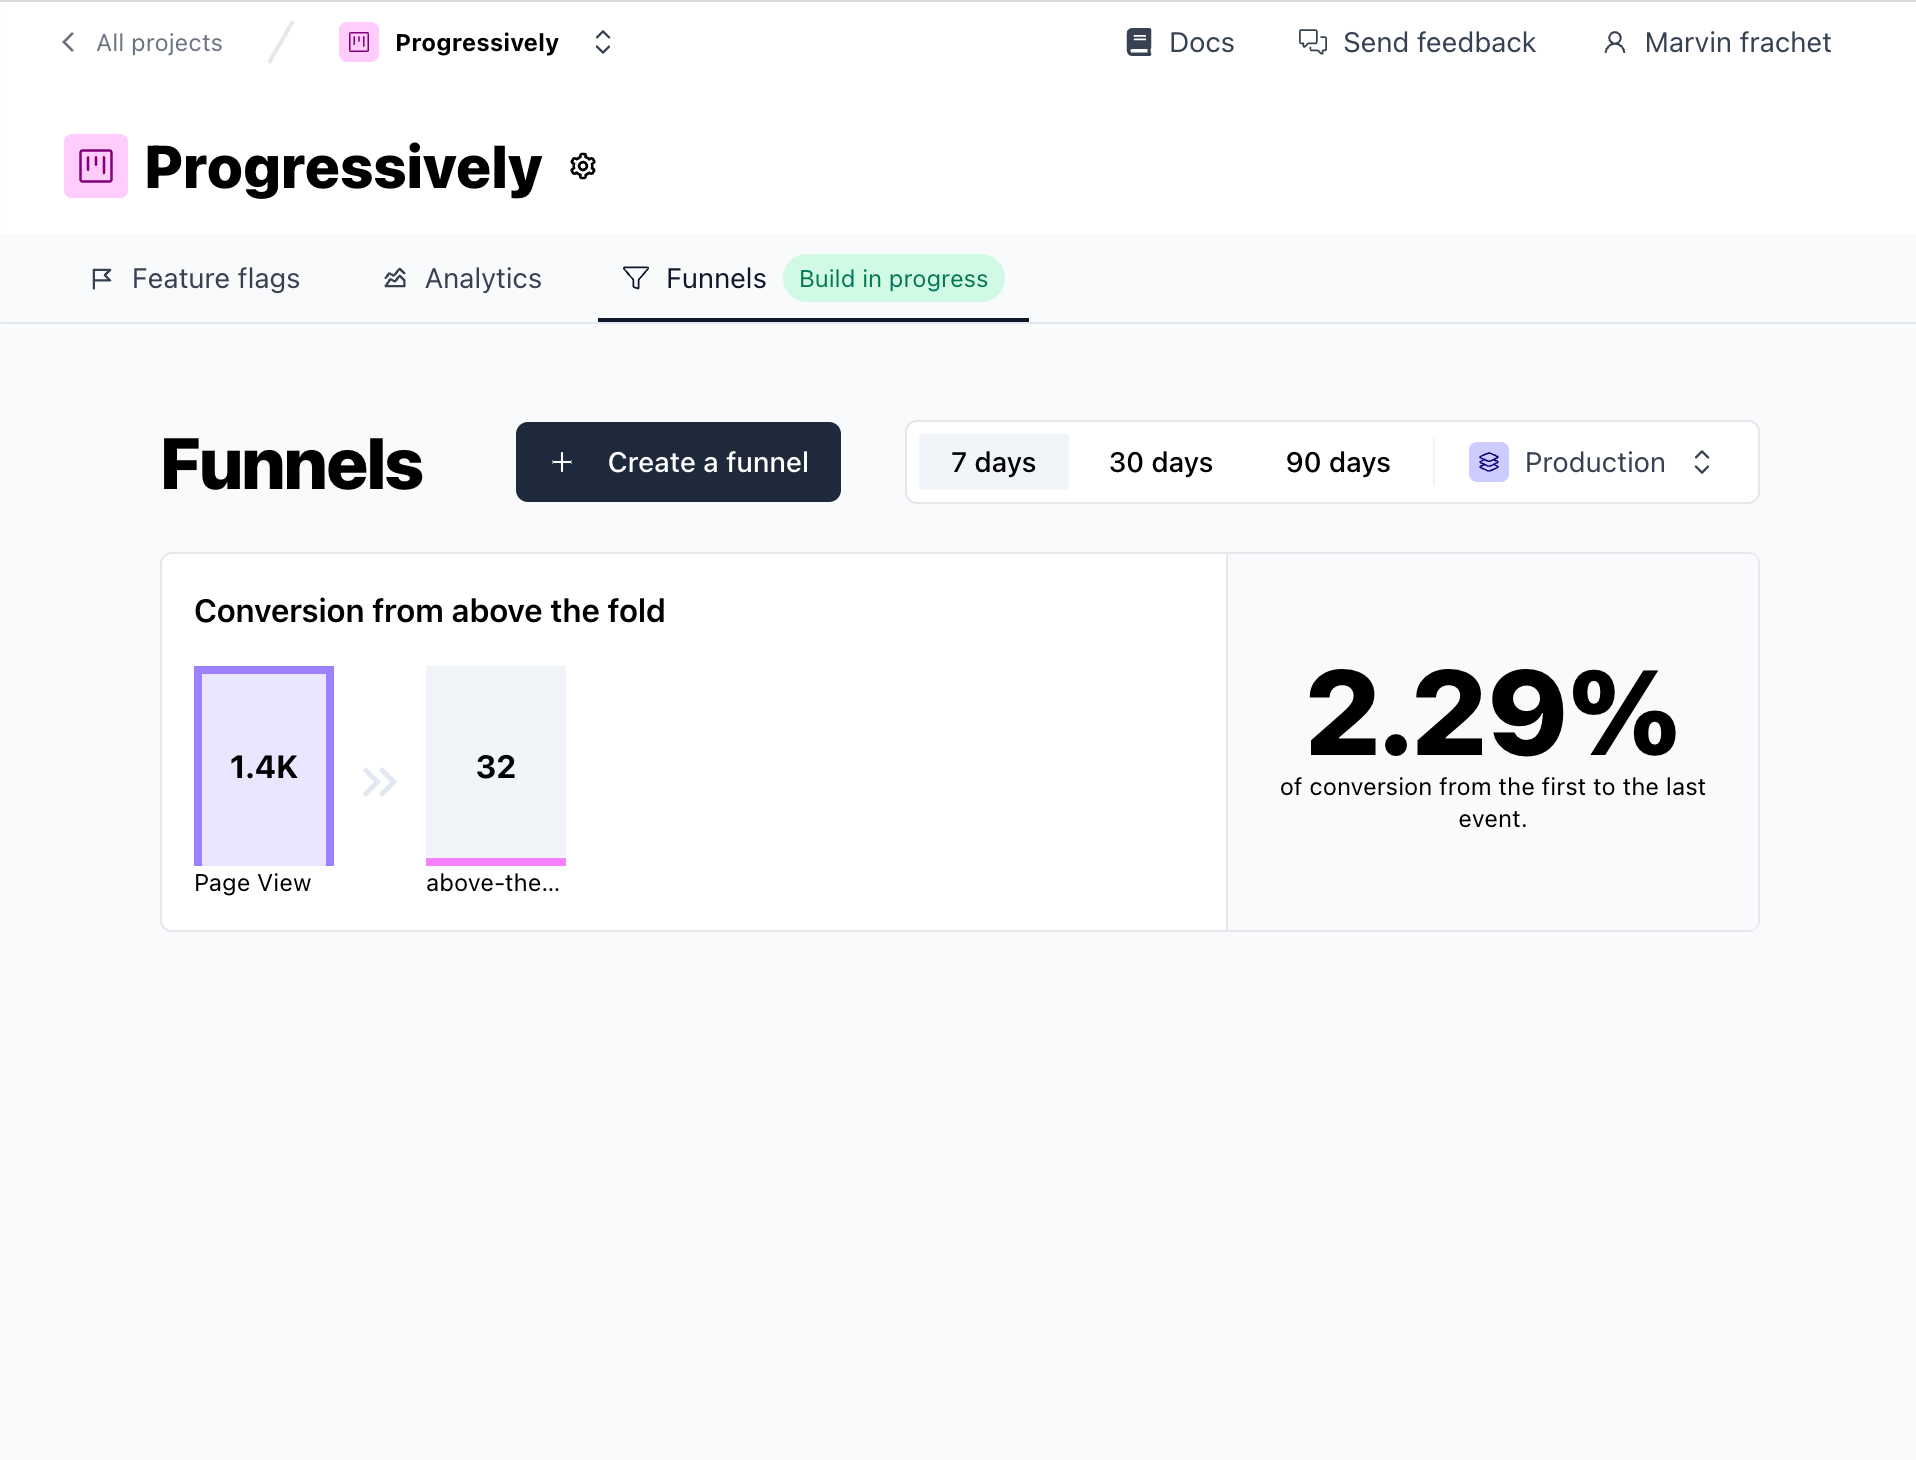 All projects
Progressively
Docs
Send feedback
Marvin frachet
Progressively
Feature flags
Analytics
Funnels
Build in progress
Funnels
Create a funnel
7 days
30 days
90 days
Production
Conversion from above the fold
1.4K
32
Page View
above-the...
2.29%
of conversion from the first to the last
event.